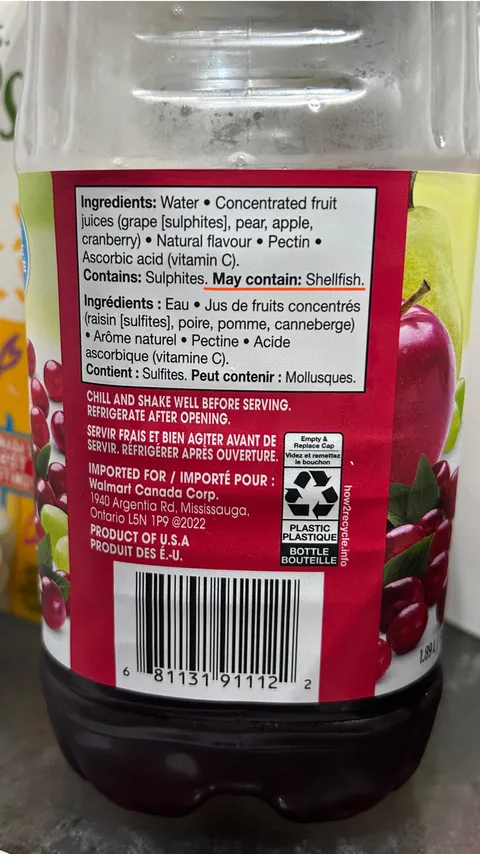 Ingredients: Water • Concentrated fruit
juices (grape [sulphites], pear, apple,
cranberry) • Natural flavour • Pectin •
Ascorbic acid (vitamin C).
Contains: Sulphites. May contain: Shellfish.
Ingrédients : Eau • Jus de fruits concentrés
(raisin [sulfites], poire, pomme, canneberge)
• Arôme naturel • Pectine • Acide
ascorbique (vitamine C).
Contient : Sulfites. Peut contenir : Mollusques.
CHILL AND SHAKE WELL BEFORE SERVING.
REFRIGERATE AFTER OPENING.
SERVIR FRAIS ET BIEN AGITER AVANT DE
SERVIR. RÉFRIGÉRER APRÈS OUVERTURE.
IMPORTED FOR / IMPORTÉ POUR :
Walmart Canada Corp.
1940 Argentia Rd, Mississauga,
Ontario L5N 1P9 @2022
PRODUCT OF U.S.A
PRODUIT DES É.-U.
Empty &
Replace Cap
Videz et remettez
le bouchon
PLASTIC
PLASTIQUE
BOTTLE
BOUTEILLE
how2recycle.info
6 81131 91112 2
1.89 L